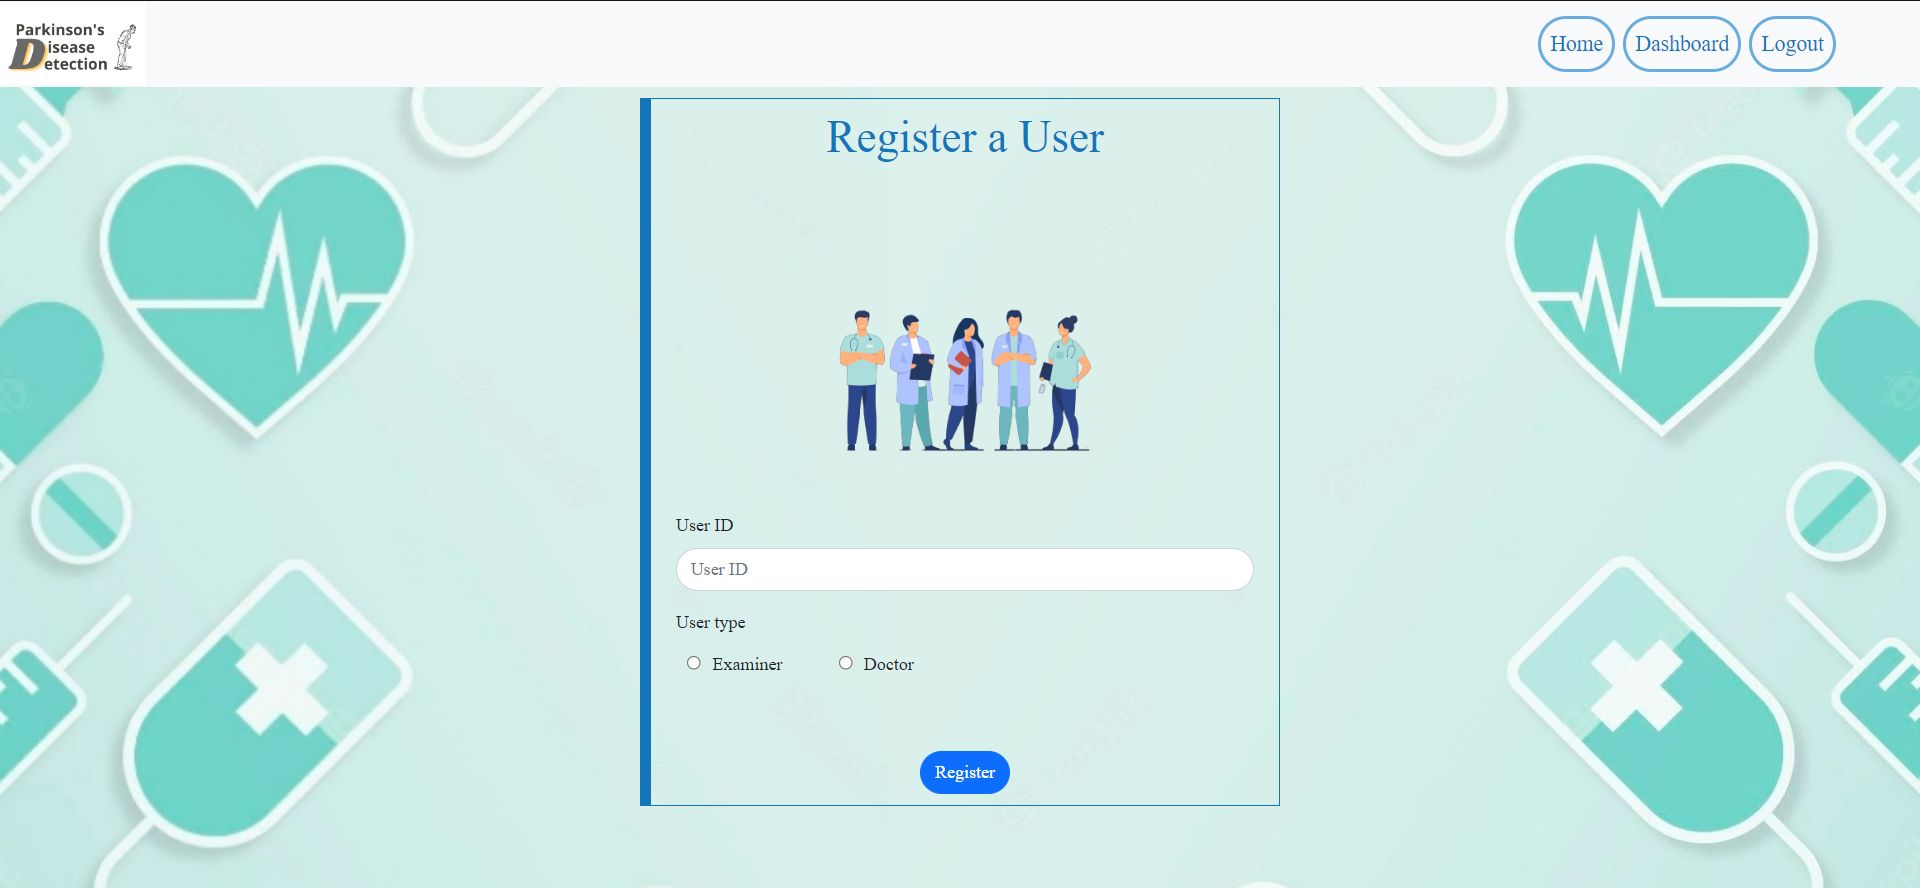 Parkinson's
Disease
Detection
Home
Dashboard
Logout
Register a User
User ID
User ID
User type
Examiner
Doctor
Register